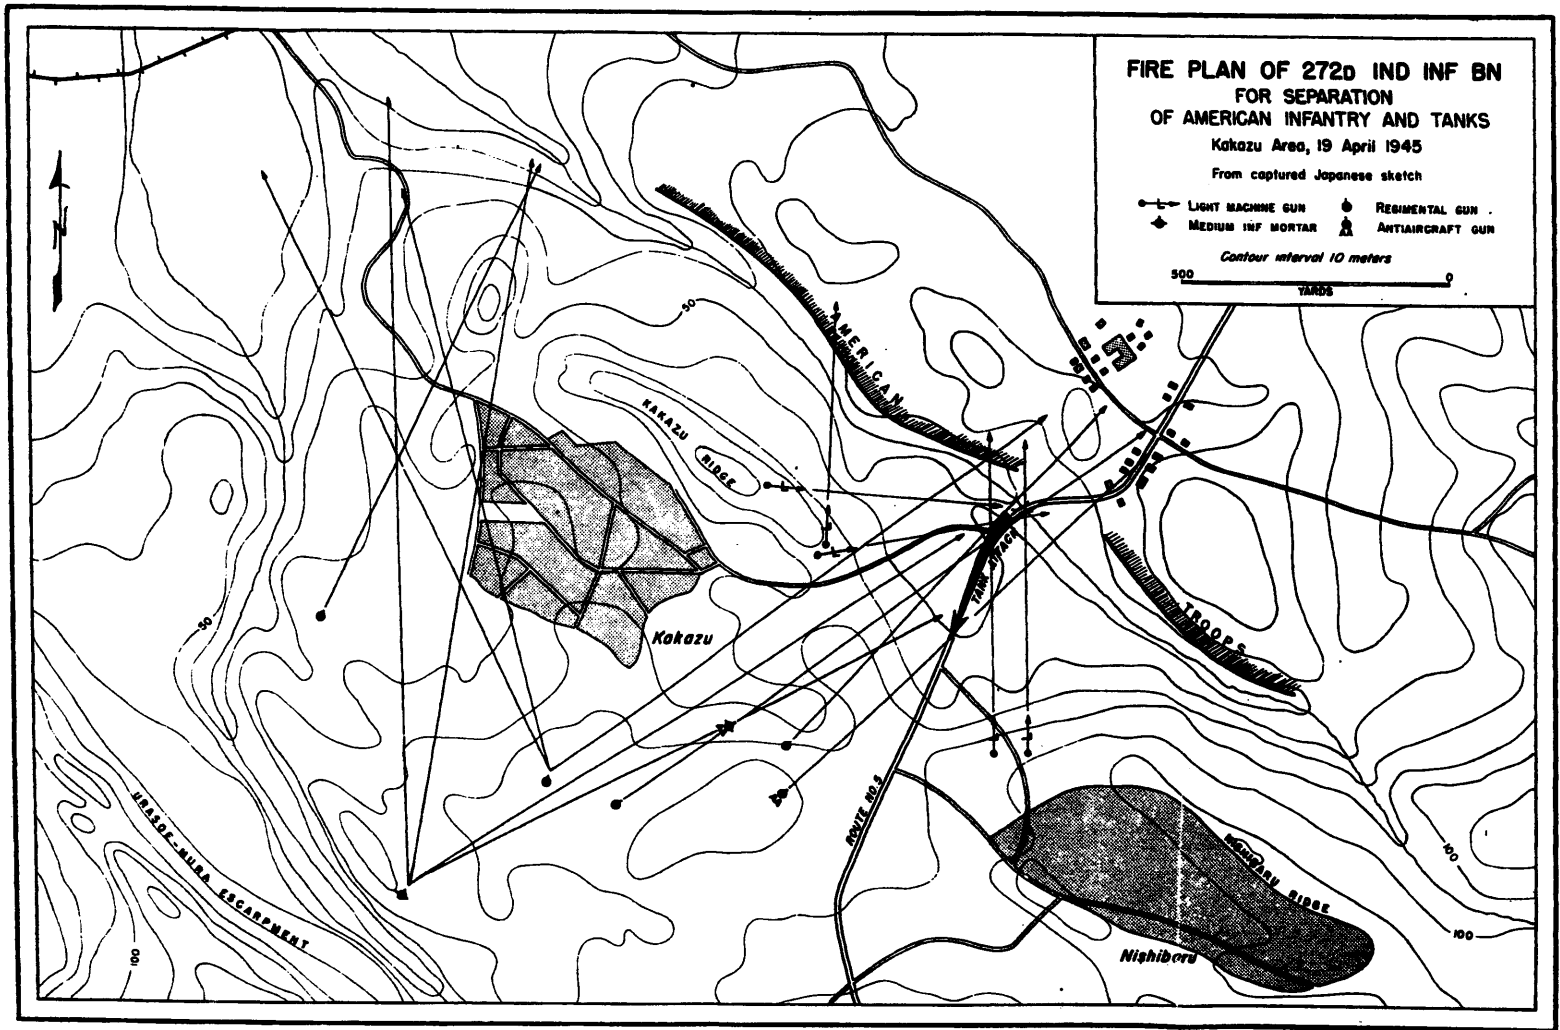 FIRE PLAN OF 272D IND INF BN
FOR SEPARATION
OF AMERICAN INFANTRY AND TANKS
Kakazu Area, 19 April 1945
From captured Japanese sketch
LIGHT MACHINE GUN
REGIMENTAL GUN
MEDIUM INF MORTAR
ANTIAIRCRAFT GUN
Contour interval 10 meters
500 0
YARDS
N
50
AMERICAN
KAKAZU
RIDGE
L
L
L
TANK ATTACK
TROOPS
50
Kakazu
L
L
ROUTE NO. 5
URASOE-MURA ESCARPMENT
100
NISHIBARU RIDGE
100
100
Nishibaru